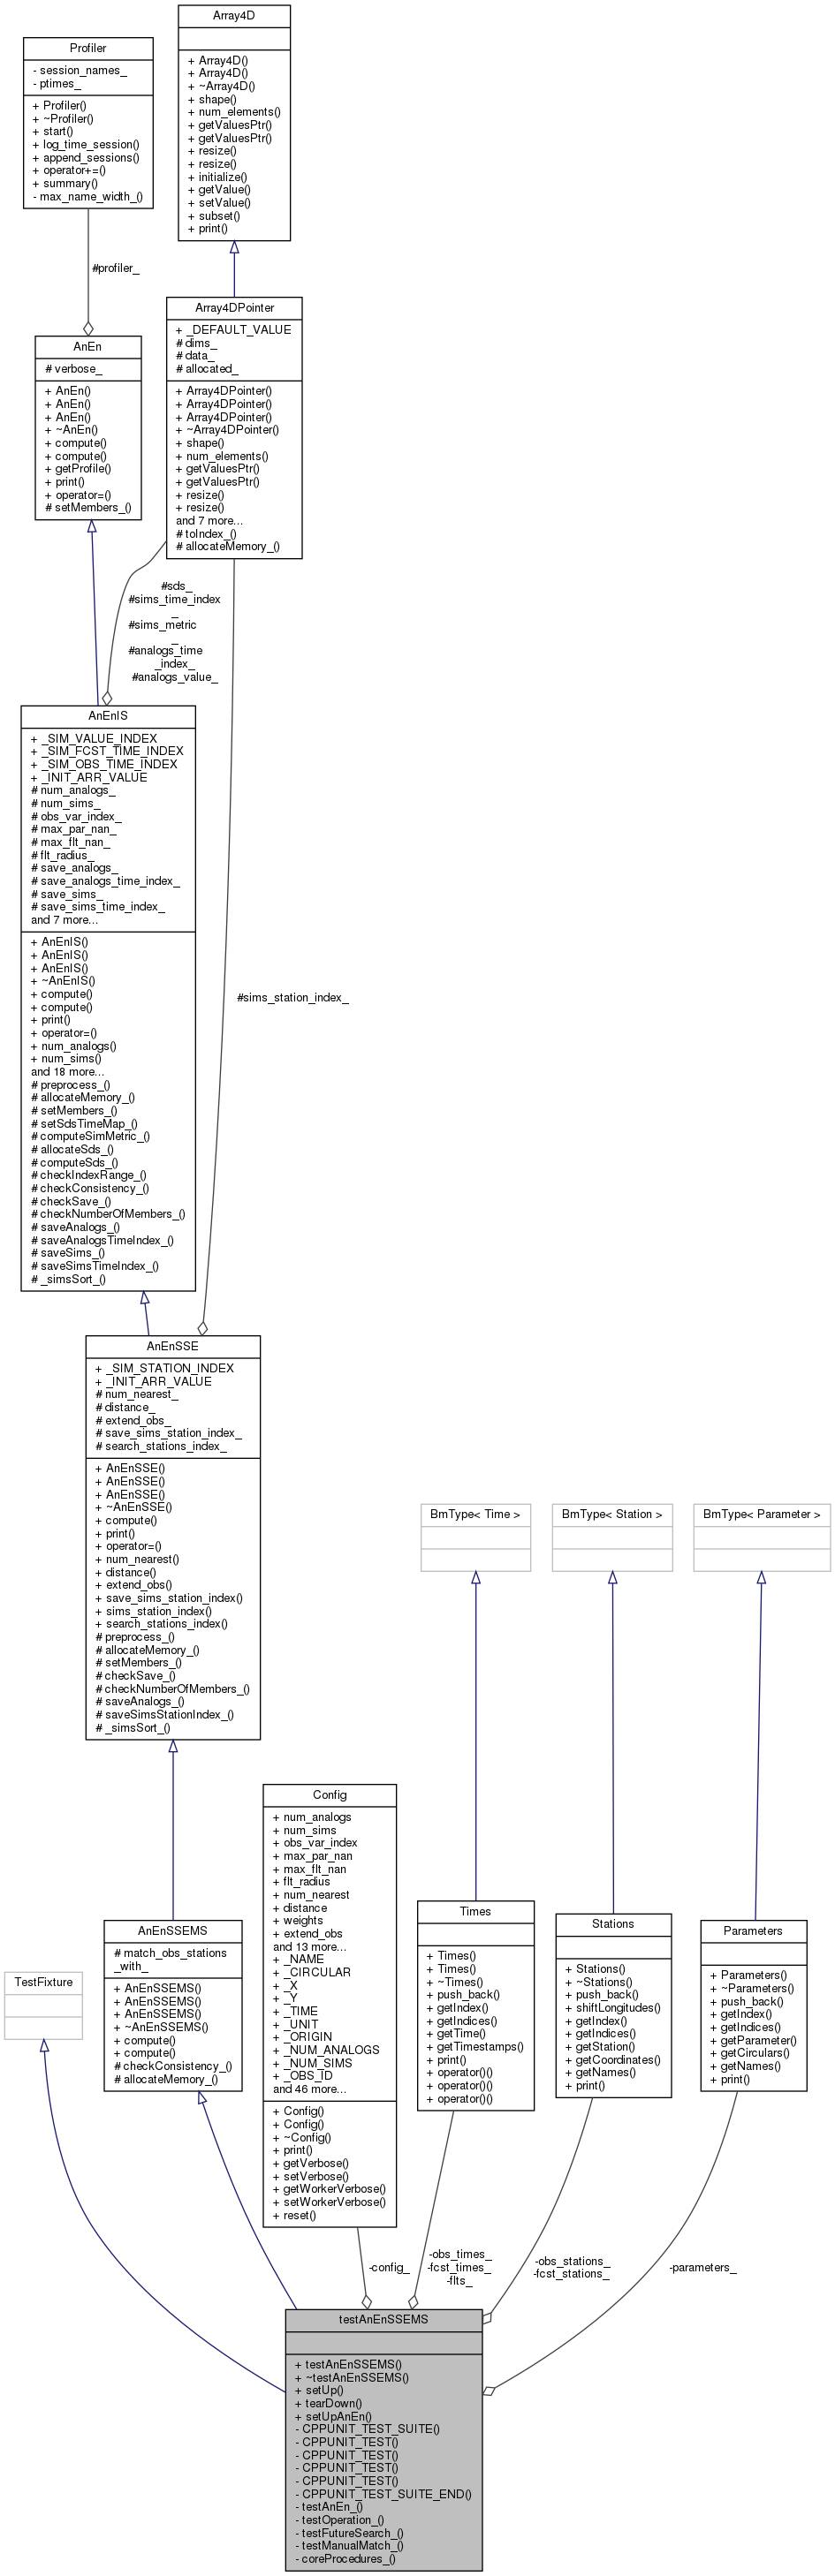 Array4D
+ Array4D()
+ Array4D()
+ ~Array4D()
+ shape()
+ num_elements()
+ getValuesPtr()
+ getValuesPtr()
+ resize()
+ resize()
+ initialize()
+ getValue()
+ setValue()
+ subset()
+ print()
Profiler
- session_names_
- ptimes_
+ Profiler()
+ ~Profiler()
+ start()
+ log_time_session()
+ append_sessions()
+ operator+=()
+ summary()
- max_name_width_()
#profiler_
Array4DPointer
+ _DEFAULT_VALUE
# dims_
# data_
# allocated_
+ Array4DPointer()
+ Array4DPointer()
+ Array4DPointer()
+ ~Array4DPointer()
+ shape()
+ num_elements()
+ getValuesPtr()
+ getValuesPtr()
+ resize()
+ resize()
and 7 more...
# toIndex_()
# allocateMemory_()
AnEn
# verbose_
+ AnEn()
+ AnEn()
+ AnEn()
+ ~AnEn()
+ compute()
+ compute()
+ getProfile()
+ print()
+ operator=()
# setMembers_()
#sds_
#sims_time_index
_
#sims_metric
_
#analogs_time
_index_
#analogs_value_
AnEnIS
+ _SIM_VALUE_INDEX
+ _SIM_FCST_TIME_INDEX
+ _SIM_OBS_TIME_INDEX
+ _INIT_ARR_VALUE
# num_analogs_
# num_sims_
# obs_var_index_
# max_par_nan_
# max_flt_nan_
# flt_radius_
# save_analogs_
# save_analogs_time_index_
# save_sims_
# save_sims_time_index_
and 7 more...
+ AnEnIS()
+ AnEnIS()
+ AnEnIS()
+ ~AnEnIS()
+ compute()
+ compute()
+ print()
+ operator=()
+ num_analogs()
+ num_sims()
and 18 more...
# preprocess_()
# allocateMemory_()
# setMembers_()
# setSdsTimeMap_()
# computeSimMetric_()
# allocateSds_()
# computeSds_()
# checkIndexRange_()
# checkConsistency_()
# checkSave_()
# checkNumberOfMembers_()
# saveAnalogs_()
# saveAnalogsTimeIndex_()
# saveSims_()
# saveSimsTimeIndex_()
# _simsSort_()
#sims_station_index_
AnEnSSE
+ _SIM_STATION_INDEX
+ _INIT_ARR_VALUE
# num_nearest_
# distance_
# extend_obs_
# save_sims_station_index_
# search_stations_index_
+ AnEnSSE()
+ AnEnSSE()
+ AnEnSSE()
+ ~AnEnSSE()
+ compute()
+ print()
+ operator=()
+ num_nearest()
+ distance()
+ extend_obs()
+ save_sims_station_index()
+ sims_station_index()
+ search_stations_index()
# preprocess_()
# allocateMemory_()
# setMembers_()
# checkSave_()
# checkNumberOfMembers_()
# saveAnalogs_()
# saveSimsStationIndex_()
# _simsSort_()
BmType< Time >
BmType< Station >
BmType< Parameter >
Config
+ num_analogs
+ num_sims
+ obs_var_index
+ max_par_nan
+ max_flt_nan
+ flt_radius
+ num_nearest
+ distance
+ weights
+ extend_obs
and 13 more...
+ _NAME
+ _CIRCULAR
+ _X
+ _Y
+ _TIME
+ _UNIT
+ _ORIGIN
+ _NUM_ANALOGS
+ _NUM_SIMS
+ _OBS_ID
and 46 more...
+ Config()
+ Config()
+ ~Config()
+ print()
+ getVerbose()
+ setVerbose()
+ getWorkerVerbose()
+ setWorkerVerbose()
+ reset()
Times
+ Times()
+ Times()
+ ~Times()
+ push_back()
+ getIndex()
+ getIndices()
+ getTime()
+ getTimestamps()
+ print()
+ operator()()
+ operator()()
+ operator()()
Stations
+ Stations()
+ ~Stations()
+ push_back()
+ shiftLongitudes()
+ getIndex()
+ getIndices()
+ getStation()
+ getCoordinates()
+ getNames()
+ print()
Parameters
+ Parameters()
+ ~Parameters()
+ push_back()
+ getIndex()
+ getIndices()
+ getParameter()
+ getCirculars()
+ getNames()
+ print()
AnEnSSEMS
# match_obs_stations
_with_
+ AnEnSSEMS()
+ AnEnSSEMS()
+ AnEnSSEMS()
+ ~AnEnSSEMS()
+ compute()
+ compute()
# checkConsistency_()
# allocateMemory_()
TestFixture
-config_
-obs_times_
-fcst_times_
-flts_
-obs_stations_
-fcst_stations_
-parameters_
testAnEnSSEMS
+ testAnEnSSEMS()
+ ~testAnEnSSEMS()
+ setUp()
+ tearDown()
+ setUpAnEn()
- CPPUNIT_TEST_SUITE()
- CPPUNIT_TEST()
- CPPUNIT_TEST()
- CPPUNIT_TEST()
- CPPUNIT_TEST()
- CPPUNIT_TEST_SUITE_END()
- testAnEn_()
- testOperation_()
- testFutureSearch_()
- testManualMatch_()
- coreProcedures_()